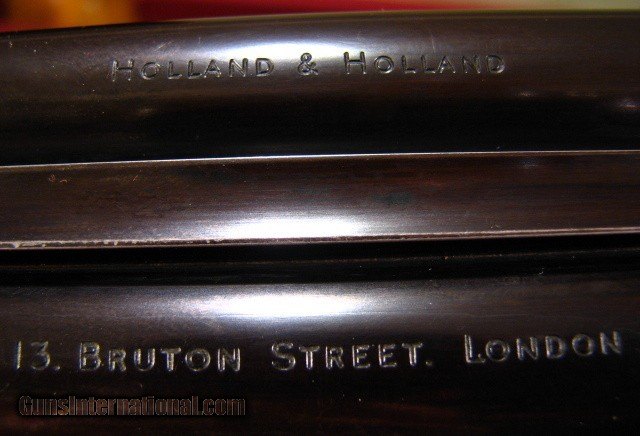 HOLLAND & HOLLAND
13. BRUTON STREET. LONDON
GunsInternational.com